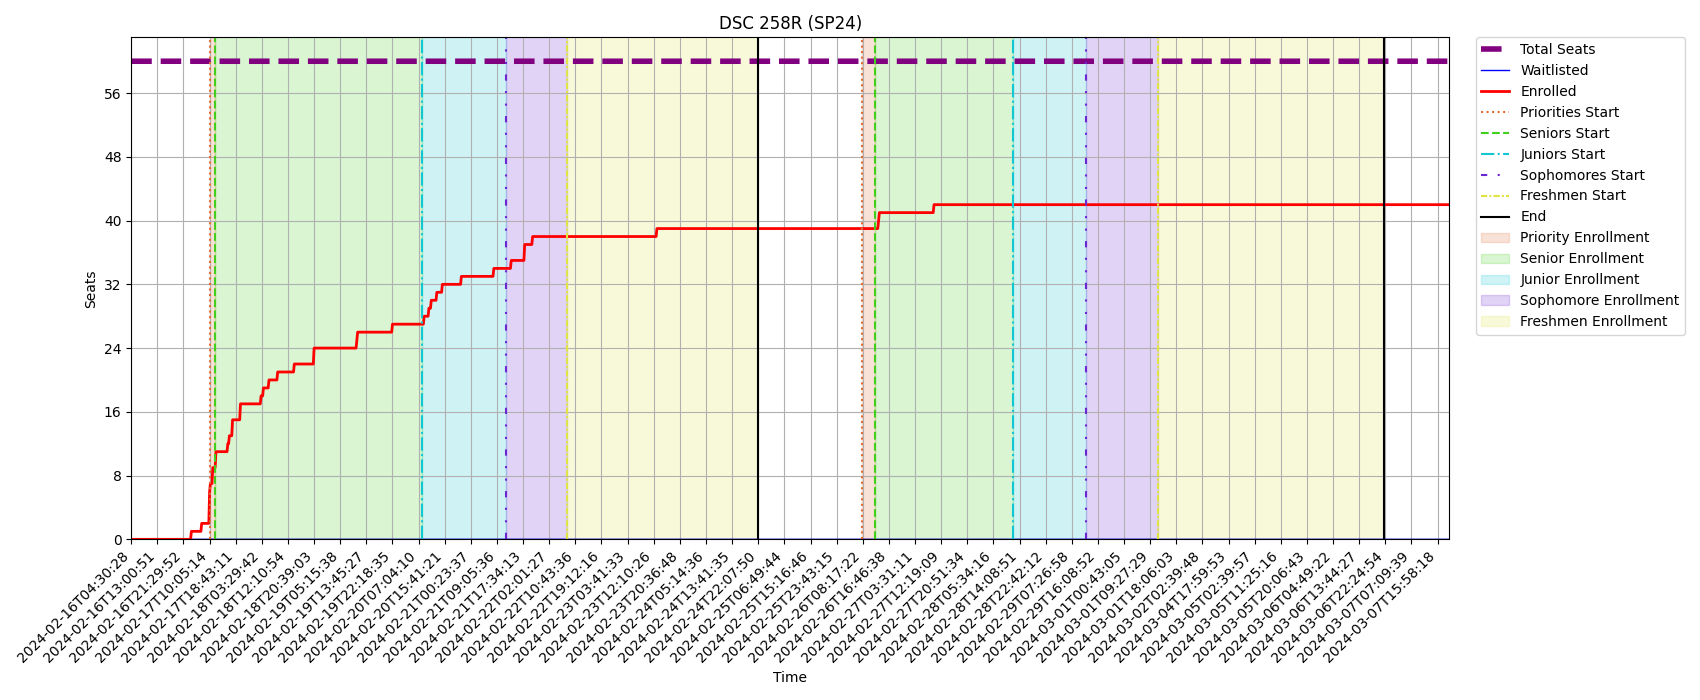 DSC 258R (SP24)
Seats
56
48
40
32
24
16
8
0
2024-02-16T04:30:28
2024-02-16T13:00:51
2024-02-16T21:29:52
2024-02-17T10:05:14
2024-02-17T18:43:11
2024-02-18T03:29:42
2024-02-18T12:10:54
2024-02-18T20:39:03
2024-02-19T05:15:38
2024-02-19T13:45:27
2024-02-19T22:18:35
2024-02-20T07:04:10
2024-02-20T15:41:21
2024-02-21T00:23:37
2024-02-21T09:05:36
2024-02-21T17:34:13
2024-02-22T02:01:27
2024-02-22T10:43:36
2024-02-22T19:12:16
2024-02-23T03:41:33
2024-02-23T12:10:26
2024-02-23T20:36:48
2024-02-24T05:14:36
2024-02-24T13:41:35
2024-02-24T22:07:50
2024-02-25T06:49:44
2024-02-25T15:16:46
2024-02-25T23:43:15
2024-02-26T08:17:22
2024-02-26T16:46:38
2024-02-27T03:31:11
2024-02-27T12:19:09
2024-02-27T20:51:34
2024-02-28T05:34:16
2024-02-28T14:08:51
2024-02-28T22:42:12
2024-02-29T07:26:58
2024-02-29T16:08:52
2024-03-01T00:43:05
2024-03-01T09:27:29
2024-03-01T18:06:03
2024-03-02T02:39:48
2024-03-04T17:59:53
2024-03-05T02:39:57
2024-03-05T11:25:16
2024-03-05T20:06:43
2024-03-06T04:49:22
2024-03-06T13:44:27
2024-03-06T22:24:54
2024-03-07T07:09:39
2024-03-07T15:58:18
Time
Total Seats
Waitlisted
Enrolled
Priorities Start
Seniors Start
Juniors Start
Sophomores Start
Freshmen Start
End
Priority Enrollment
Senior Enrollment
Junior Enrollment
Sophomore Enrollment
Freshmen Enrollment